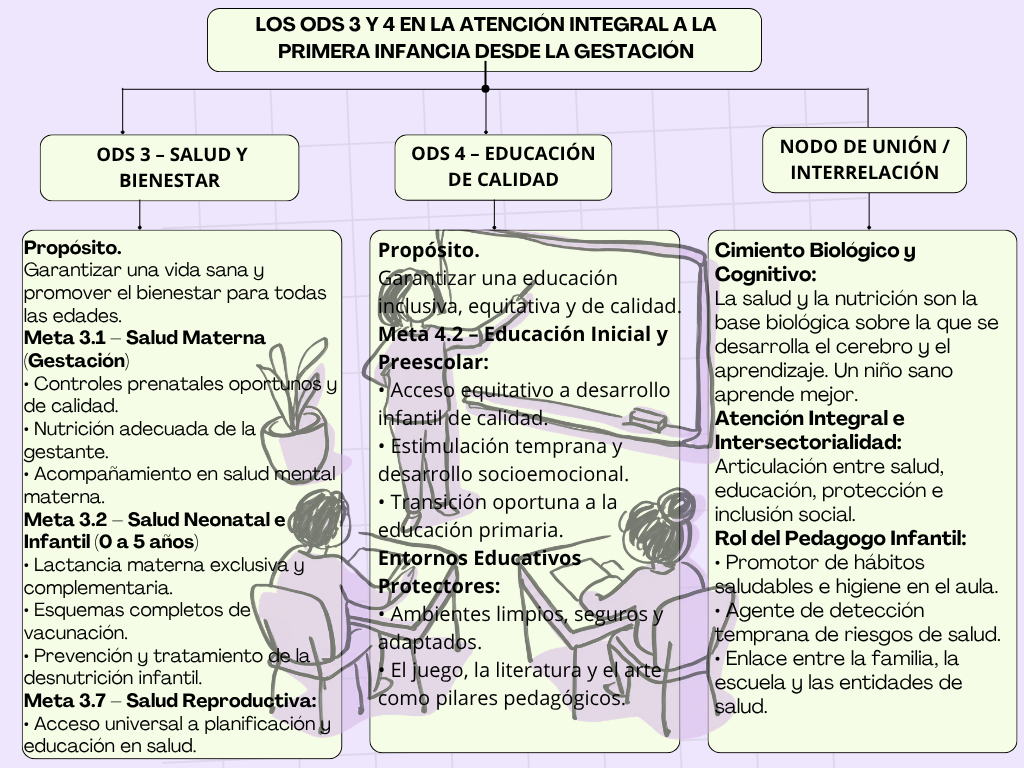 LOS ODS 3 Y 4 EN LA ATENCIÓN INTEGRAL A LA
PRIMERA INFANCIA DESDE LA GESTACIÓN
ODS 3 – SALUD Y
BIENESTAR
Propósito.
Garantizar una vida sana y
promover el bienestar para todas
las edades.
Meta 3.1 – Salud Materna
(Gestación)
• Controles prenatales oportunos y
de calidad.
• Nutrición adecuada de la
gestante.
• Acompañamiento en salud mental
materna.
Meta 3.2 – Salud Neonatal e
Infantil (0 a 5 años)
• Lactancia materna exclusiva y
complementaria.
• Esquemas completos de
vacunación.
• Prevención y tratamiento de la
desnutrición infantil.
Meta 3.7 – Salud Reproductiva:
• Acceso universal a planificación y
educación en salud.
ODS 4 – EDUCACIÓN
DE CALIDAD
Propósito.
Garantizar una educación
inclusiva, equitativa y de calidad.
Meta 4.2 – Educación Inicial y
Preescolar:
• Acceso equitativo a desarrollo
infantil de calidad.
• Estimulación temprana y
desarrollo socioemocional.
• Transición oportuna a la
educación primaria.
Entornos Educativos
Protectores:
• Ambientes limpios, seguros y
adaptados.
• El juego, la literatura y el arte
como pilares pedagógicos.
NODO DE UNIÓN /
INTERRELACIÓN
Cimiento Biológico y
Cognitivo:
La salud y la nutrición son la
base biológica sobre la que se
desarrolla el cerebro y el
aprendizaje. Un niño sano
aprende mejor.
Atención Integral e
Intersectorialidad:
Articulación entre salud,
educación, protección e
inclusión social.
Rol del Pedagogo Infantil:
• Promotor de hábitos
saludables e higiene en el aula.
• Agente de detección
temprana de riesgos de salud.
• Enlace entre la familia, la
escuela y las entidades de
salud.